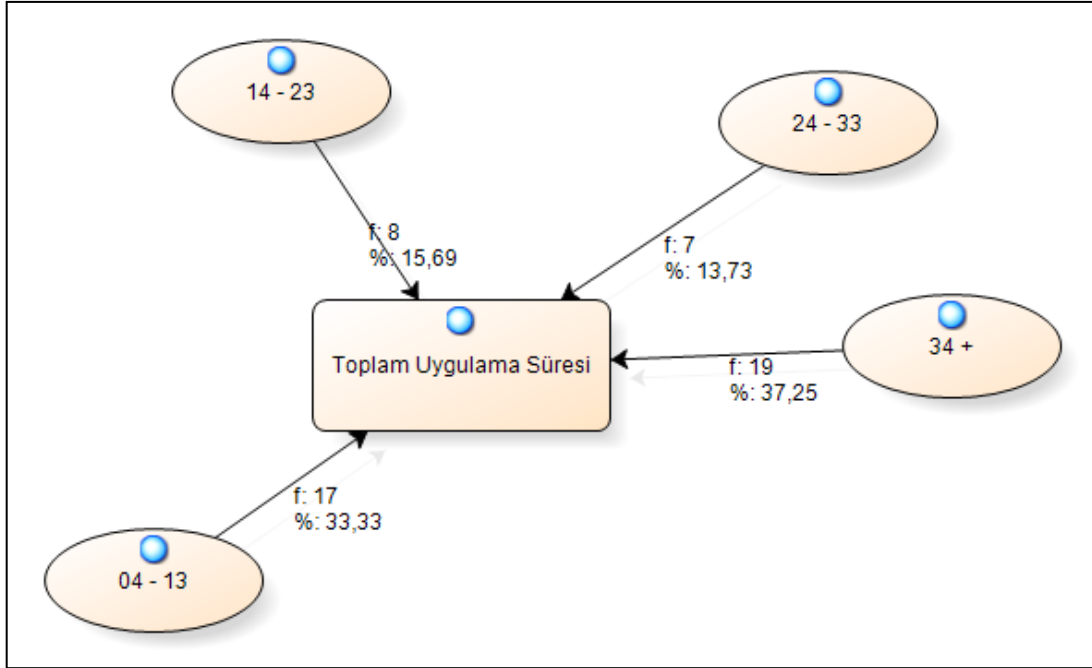 14 - 23
24 - 33
f: 8
%: 15,69
f: 7
%: 13,73
Toplam Uygulama Süresi
34 +
f: 19
%: 37,25
f: 17
%: 33,33
04 - 13